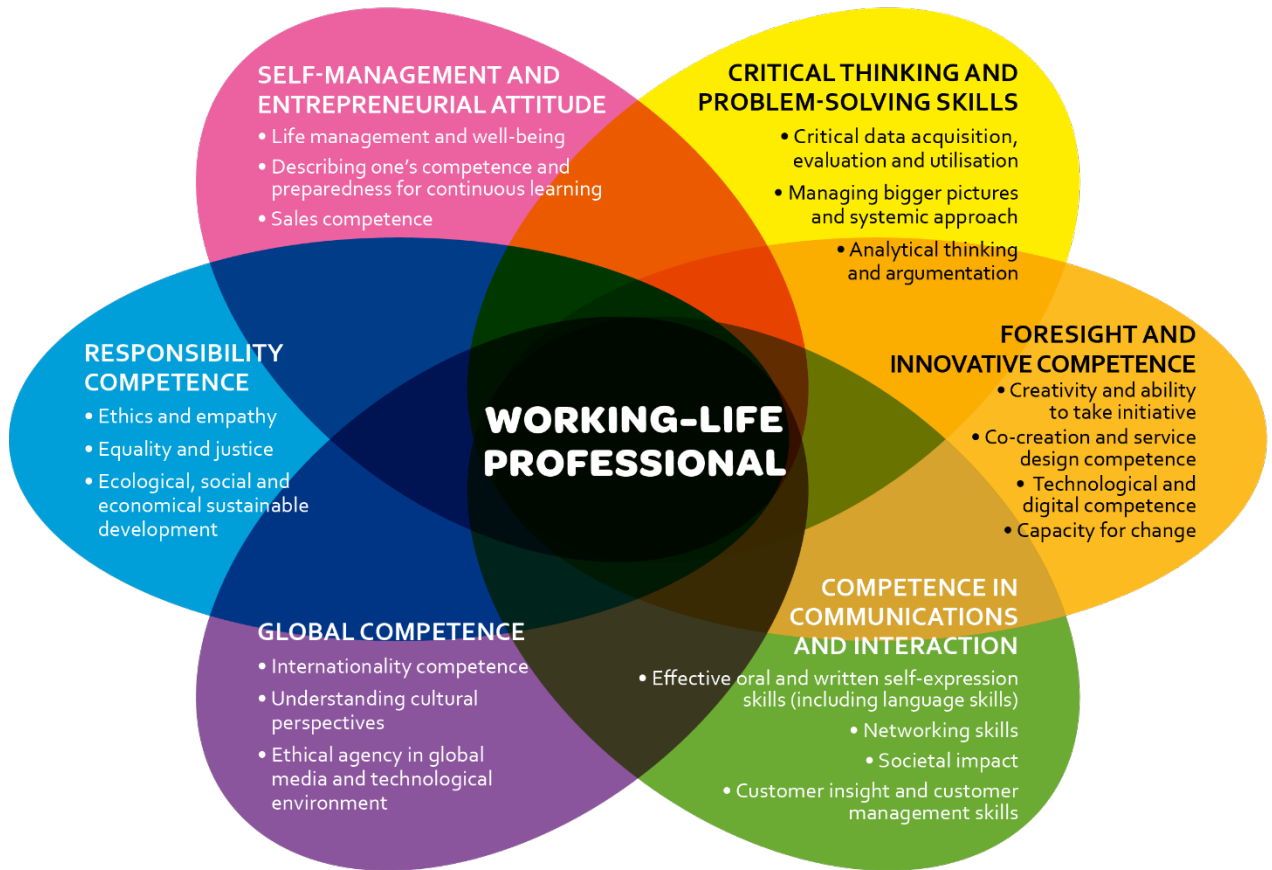 SELF-MANAGEMENT AND
ENTREPRENEURIAL ATTITUDE
• Life management and well-being
• Describing one's competence and
preparedness for continuous learning
• Sales competence
CRITICAL THINKING AND
PROBLEM-SOLVING SKILLS
• Critical data acquisition,
evaluation and utilisation
• Managing bigger pictures
and systemic approach
• Analytical thinking
and argumentation
RESPONSIBILITY
COMPETENCE
• Ethics and empathy
• Equality and justice
• Ecological, social and
economical sustainable
development
WORKING-LIFE
PROFESSIONAL
FORESIGHT AND
INNOVATIVE COMPETENCE
• Creativity and ability
to take initiative
• Co-creation and service
design competence
• Technological and
digital competence
• Capacity for change
GLOBAL COMPETENCE
• Internationality competence
• Understanding cultural
perspectives
• Ethical agency in global
media and technological
environment
COMPETENCE IN
COMMUNICATIONS
AND INTERACTION
• Effective oral and written self-expression
skills (including language skills)
• Networking skills
• Societal impact
• Customer insight and customer
management skills